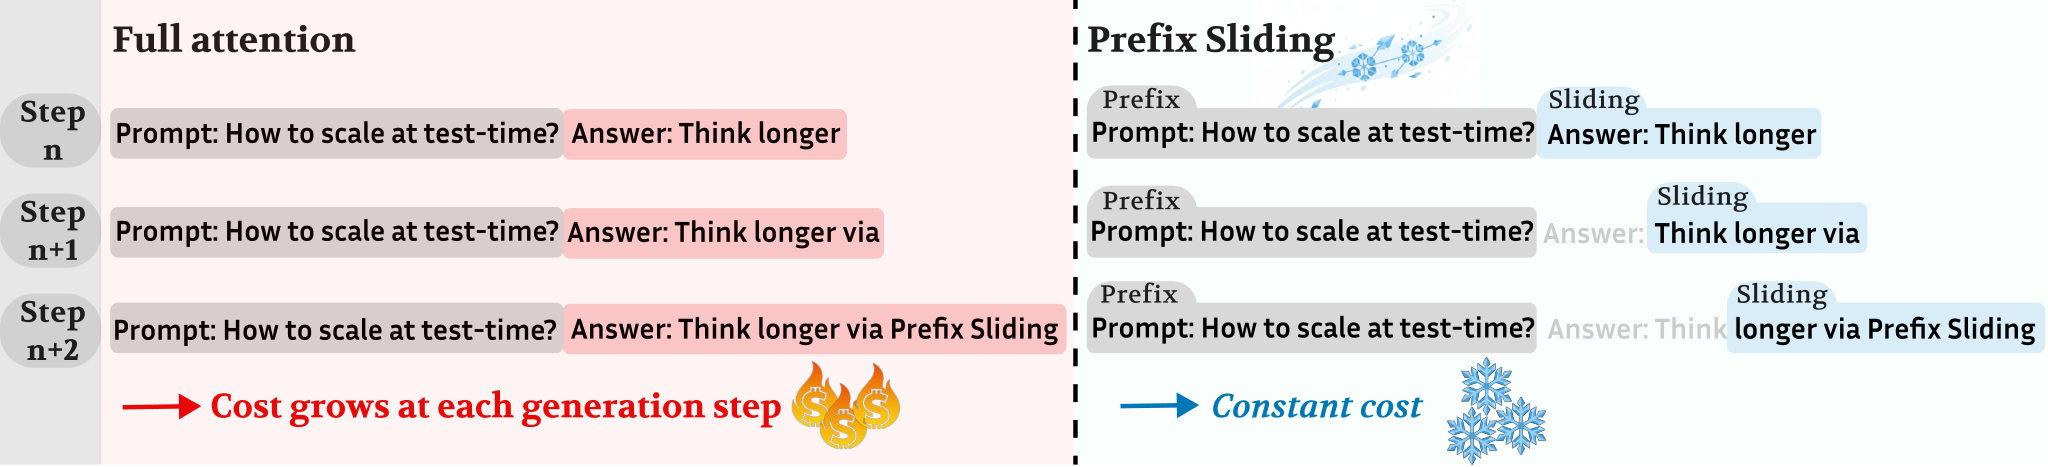 Full attention
Step
n
Prompt: How to scale at test-time? Answer: Think longer
Step
n+1
Prompt: How to scale at test-time? Answer: Think longer via
Step
n+2
Prompt: How to scale at test-time? Answer: Think longer via Prefix Sliding
Cost grows at each generation step
$ $ $
Prefix Sliding
Prefix Sliding
Prompt: How to scale at test-time? Answer: Think longer
Prefix Sliding
Prompt: How to scale at test-time? Answer: Think longer via
Prefix Sliding
Prompt: How to scale at test-time? Answer: Think longer via Prefix Sliding
Constant cost